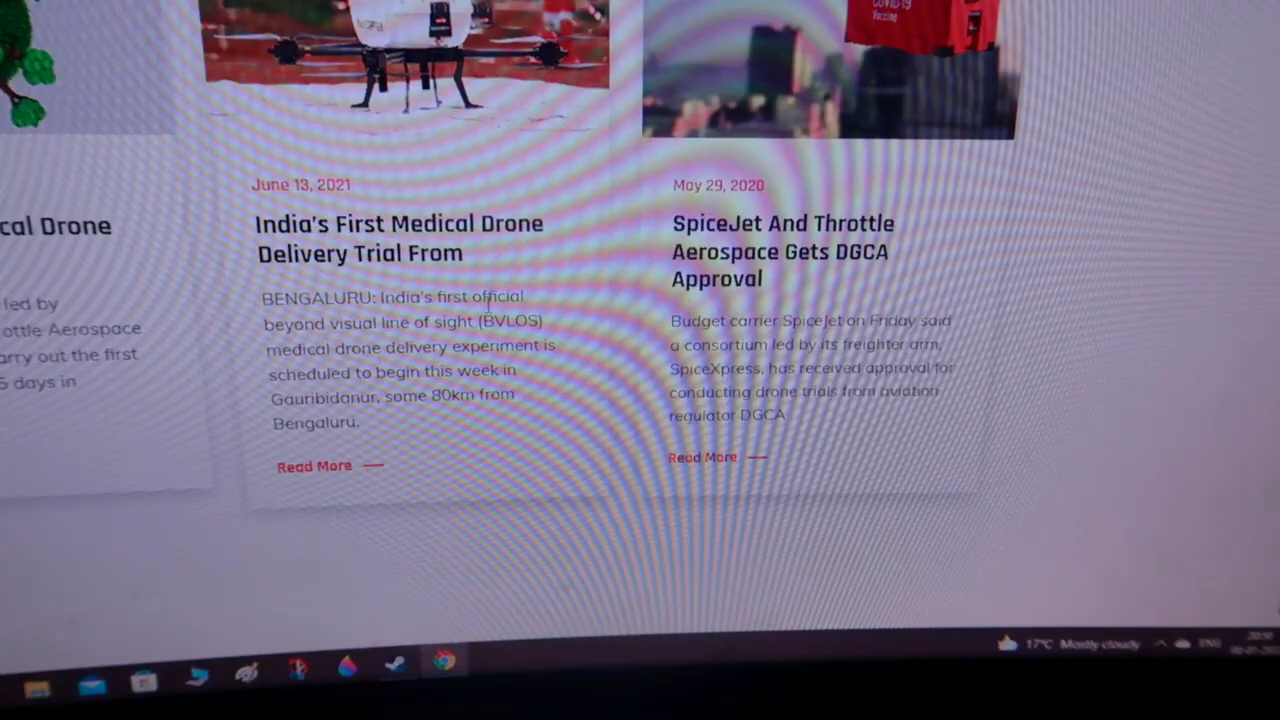 COVID-19
Vaccine
cal Drone
led by
ottle Aerospace
arry out the first
5 days in
June 13, 2021
India's First Medical Drone
Delivery Trial From
BENGALURU: India's first official
beyond visual line of sight (BVLOS)
medical drone delivery experiment is
scheduled to begin this week in
Gauribidanur, some 80km from
Bengaluru.
Read More
May 29, 2020
SpiceJet And Throttle
Aerospace Gets DGCA
Approval
Budget carrier SpiceJet on Friday said
a consortium led by its freighter arm,
SpiceXpress, has received approval for
conducting drone trials from aviation
regulator DGCA
Read More
17°C Mostly cloudy
ENG